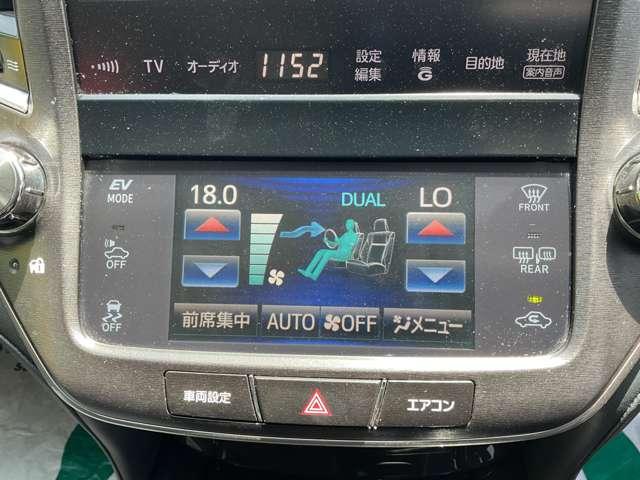 TV オーディオ 1152 設定編集 情報 G 目的地 現在地 案内音声
EV MODE
18.0 DUAL LO
FRONT
OFF
REAR
OFF
前席集中 AUTO OFF メニュー
車両設定 エアコン